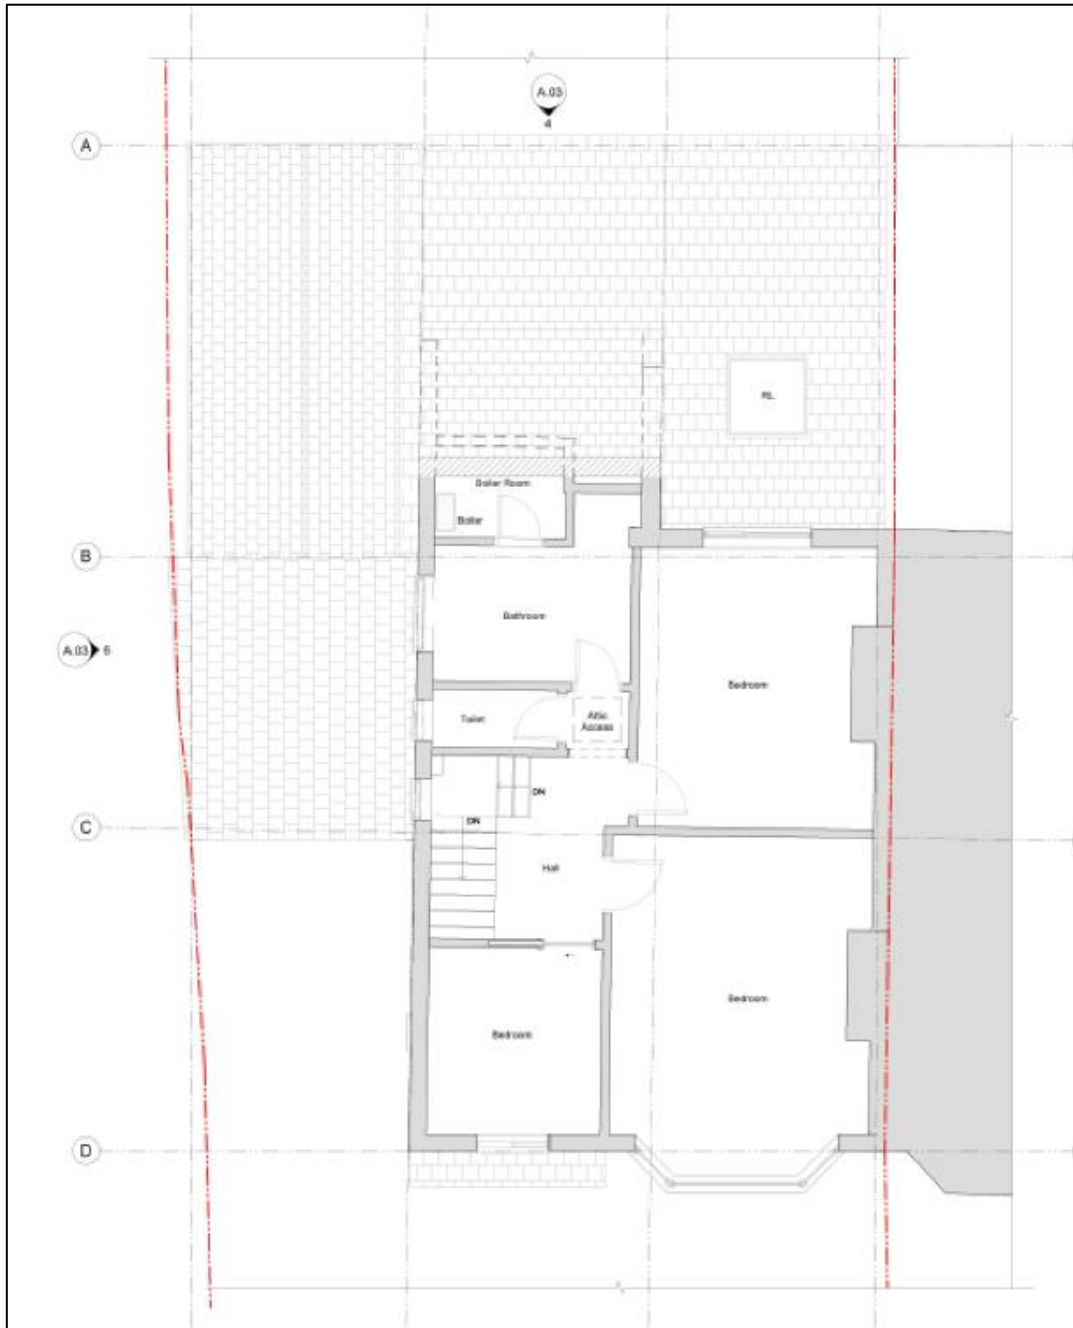 A.03
4
A
RL
Boiler Room
Boiler
B
Bathroom
A.03 6
Bedroom
Toilet
Attic
Access
DN
DN
C
Hall
Bedroom
Bedroom
D